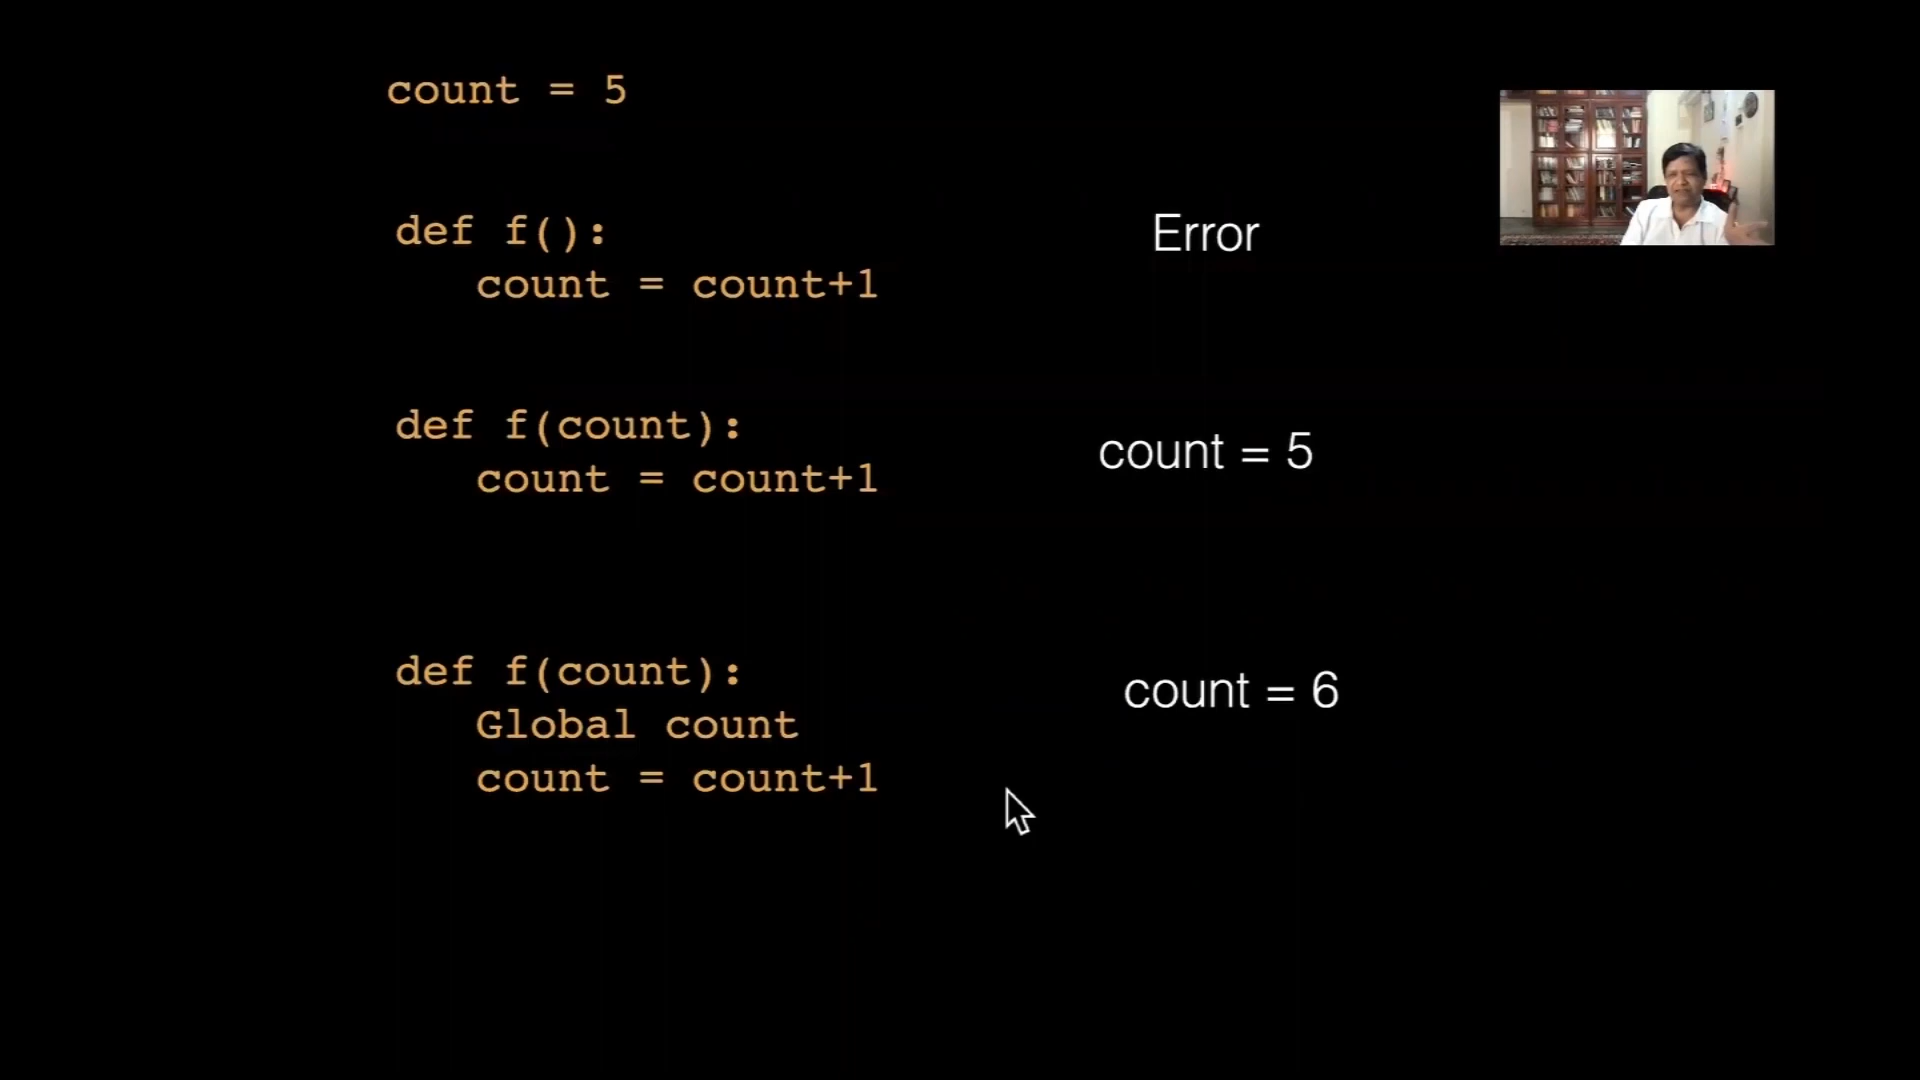 count = 5
def f():
count = count+1
Error
def f(count):
count = count+1
count = 5
def f(count):
Global count
count = count+1
count = 6